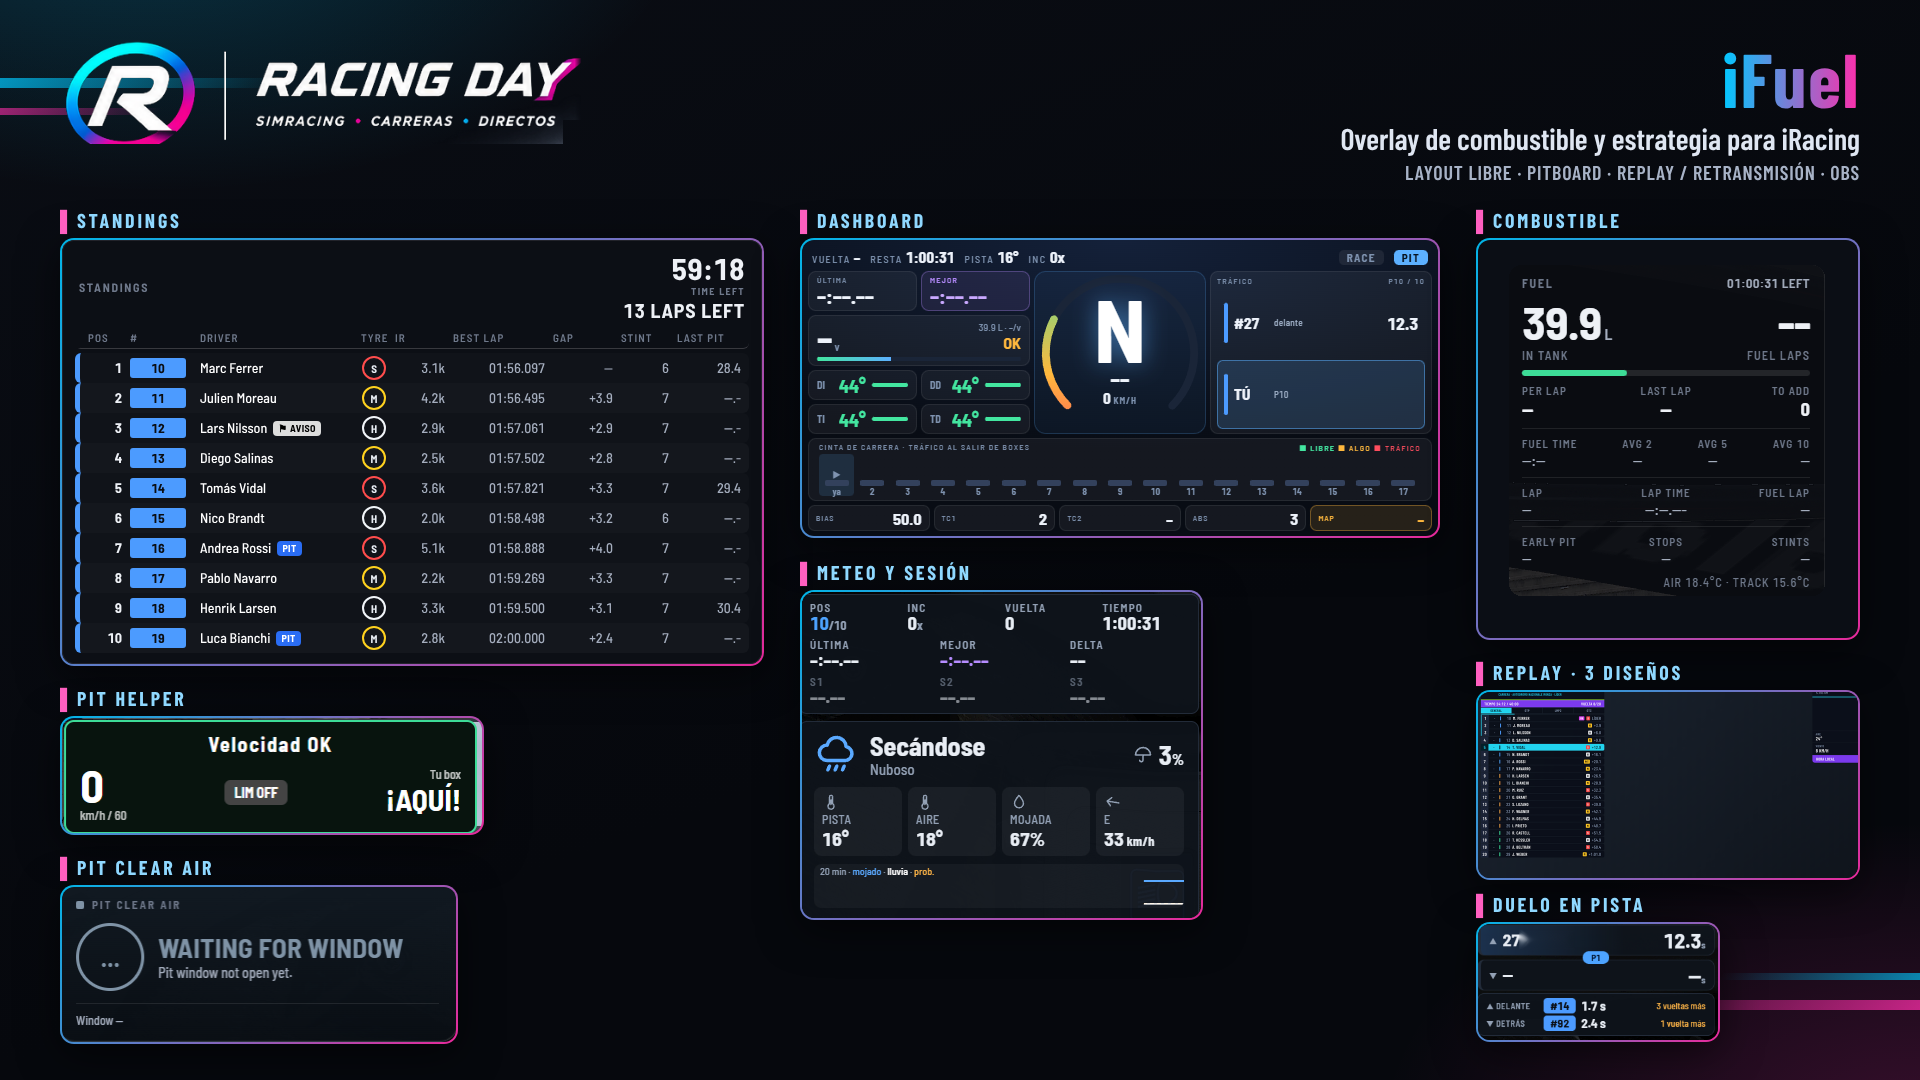 RACING DAY
SIMRACING • CARRERAS • DIRECTOS
iFuel
Overlay de combustible y estrategia para iRacing
LAYOUT LIBRE · PITBOARD · REPLAY / RETRANSMISIÓN · OBS
STANDINGS
STANDINGS
59:18
TIME LEFT
13 LAPS LEFT
POS # DRIVER TYRE IR BEST LAP GAP STINT LAST PIT
1 10 Marc Ferrer S 3.1k 01:56.097 – 6 28.4
2 11 Julien Moreau M 4.2k 01:56.495 +3.9 7 –.-
3 12 Lars Nilsson AVISO H 2.9k 01:57.061 +2.9 7 –.-
4 13 Diego Salinas M 2.5k 01:57.502 +2.8 7 –.-
5 14 Tomás Vidal S 3.6k 01:57.821 +3.3 7 29.4
6 15 Nico Brandt H 2.0k 01:58.498 +3.2 6 –.-
7 16 Andrea Rossi PIT S 5.1k 01:58.888 +4.0 7 –.-
8 17 Pablo Navarro M 2.2k 01:59.269 +3.3 7 –.-
9 18 Henrik Larsen H 3.3k 01:59.500 +3.1 7 30.4
10 19 Luca Bianchi PIT M 2.8k 02:00.000 +2.4 7 –.-
PIT HELPER
Velocidad OK
0
km/h / 60
LIM OFF
Tu box
¡AQUÍ!
PIT CLEAR AIR
PIT CLEAR AIR
...
WAITING FOR WINDOW
Pit window not open yet.
Window –
DASHBOARD
VUELTA – RESTA 1:00:31 PISTA 16° INC 0x RACE PIT
ÚLTIMA
–:––.––
MEJOR
–:––.––
39.9 L · –/v
– v
OK
DI 44° DD 44°
TI 44° TD 44°
N
––
0 KM/H
TRÁFICO P10 / 10
#27 delante 12.3
TÚ P10
CINTA DE CARRERA · TRÁFICO AL SALIR DE BOXES LIBRE ALGO TRÁFICO
ya 2 3 4 5 6 7 8 9 10 11 12 13 14 15 16 17
BIAS 50.0 TC1 2 TC2 – ABS 3 MAP –
METEO Y SESIÓN
POS INC VUELTA TIEMPO
10/10 0x 0 1:00:31
ÚLTIMA MEJOR DELTA
–:––.–– –:––.–– ––
S1 S2 S3
––.–– ––.–– ––.––
Secándose
Nuboso
3%
PISTA AIRE MOJADA E
16° 18° 67% 33 km/h
20 min · mojado · lluvia · prob.
COMBUSTIBLE
FUEL 01:00:31 LEFT
39.9 L ––
IN TANK FUEL LAPS
PER LAP LAST LAP TO ADD
– – 0
FUEL TIME AVG 2 AVG 5 AVG 10
–:– – – –
LAP LAP TIME FUEL LAP
– –:–.–– –
EARLY PIT STOPS STINTS
– – –
AIR 18.4°C · TRACK 15.6°C
REPLAY · 3 DISEÑOS
DUELO EN PISTA
▲ 27 12.3s
P1
▼ – –s
▲ DELANTE #14 1.7 s 3 vueltas más
▼ DETRÁS #92 2.4 s 1 vuelta más